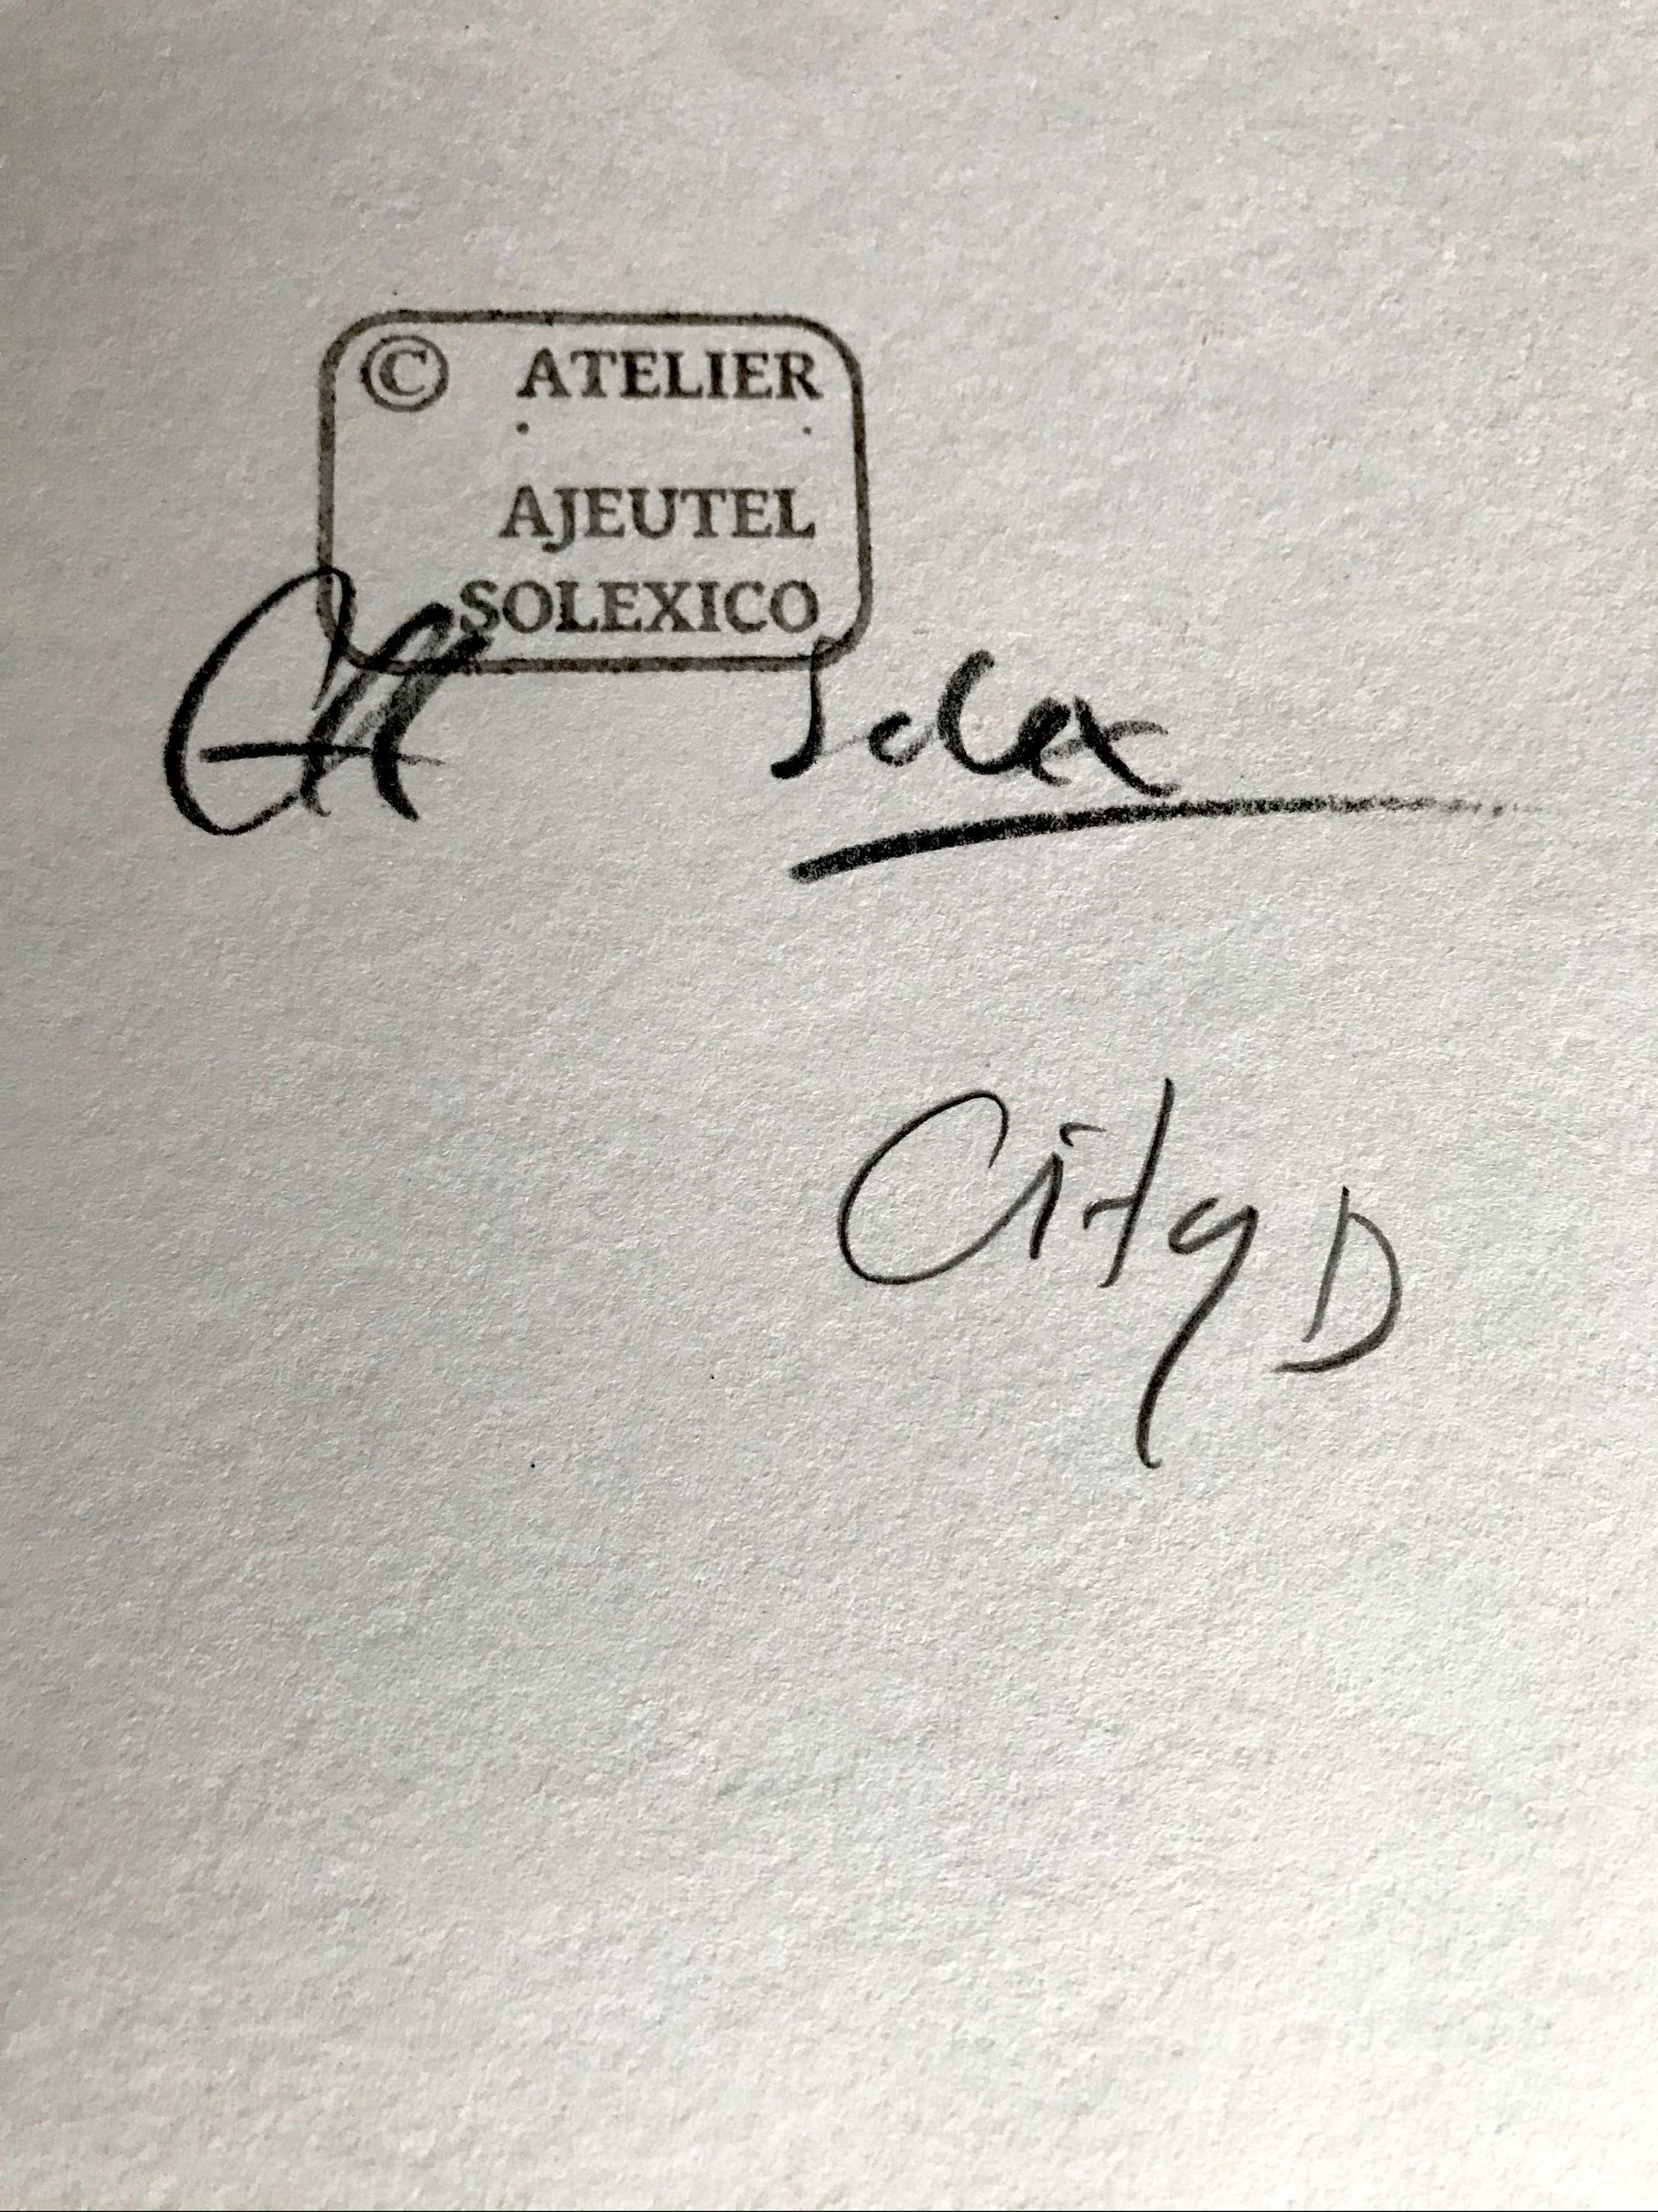 © ATELIER
AJEUTEL
SOLEXICO
Solex
City D